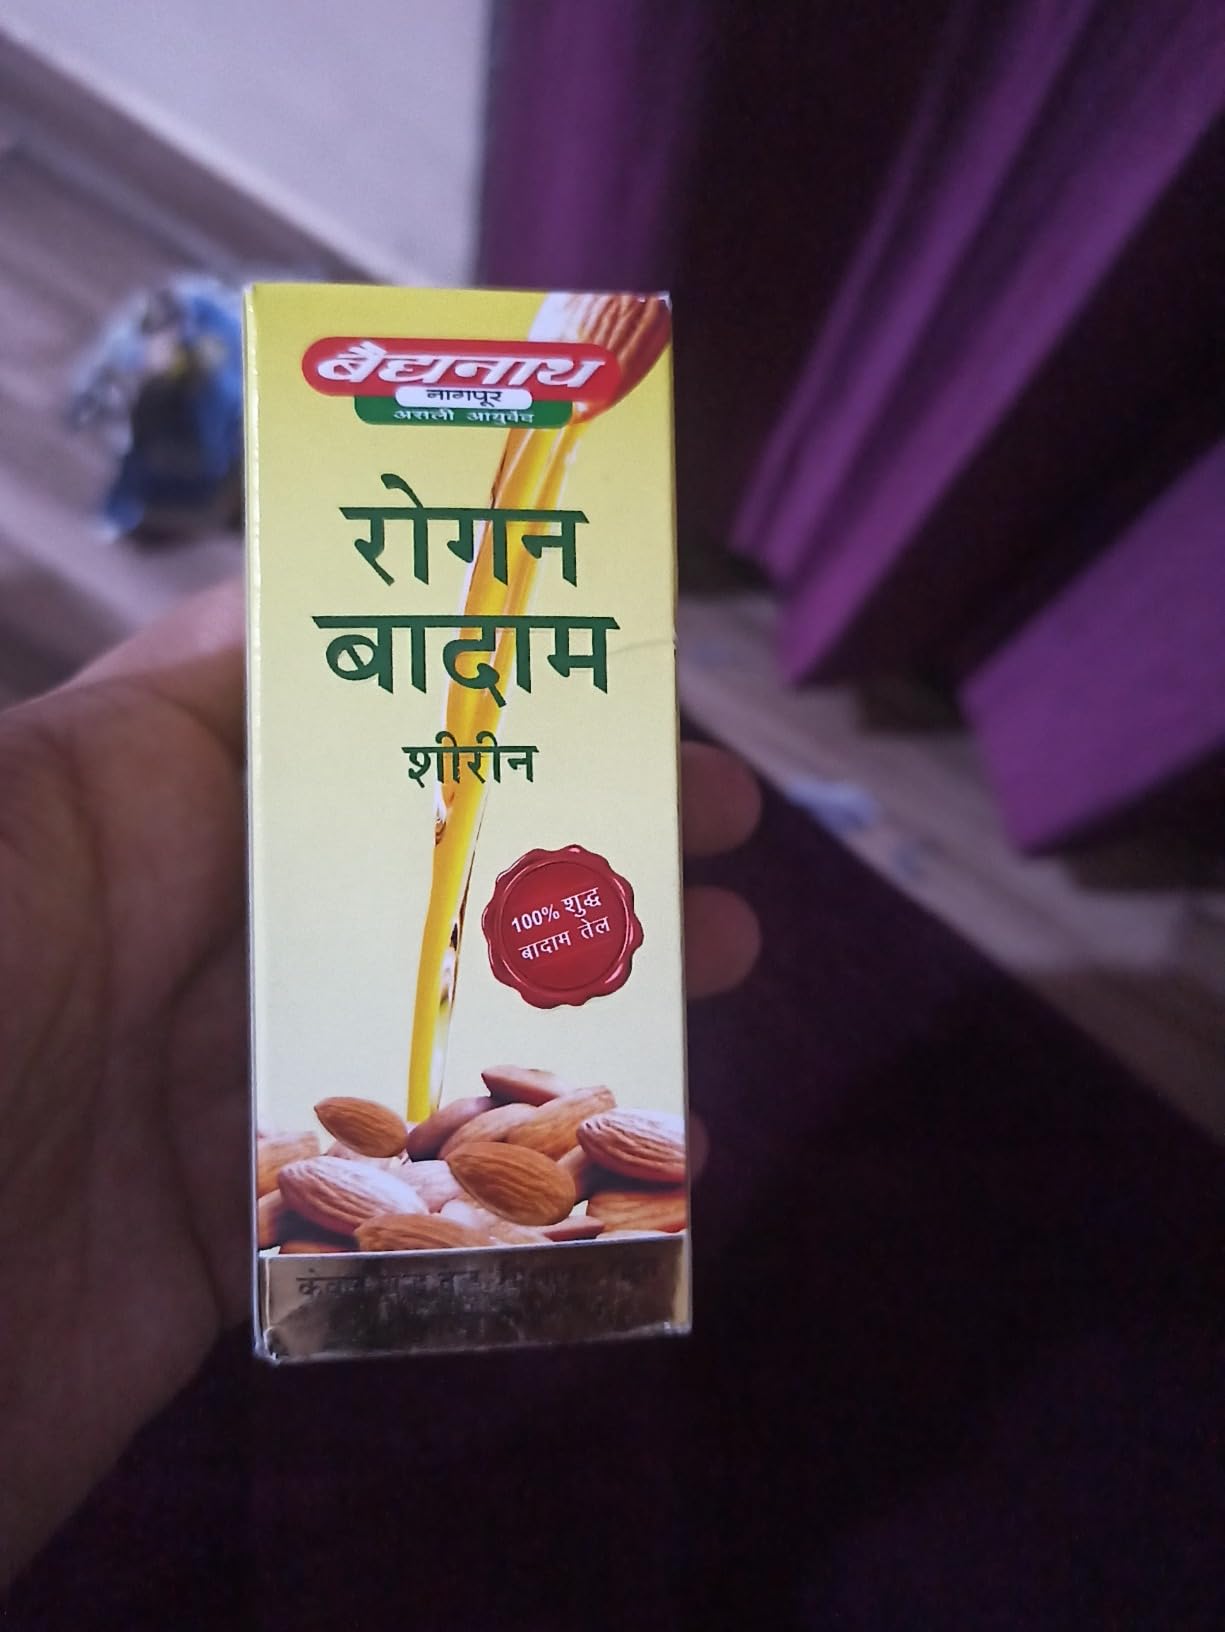 बैद्यनाथ
नागपूर
असली आयुर्वेद
रोगन
बादाम
शीरीन
100% शुद्ध
बादाम तेल